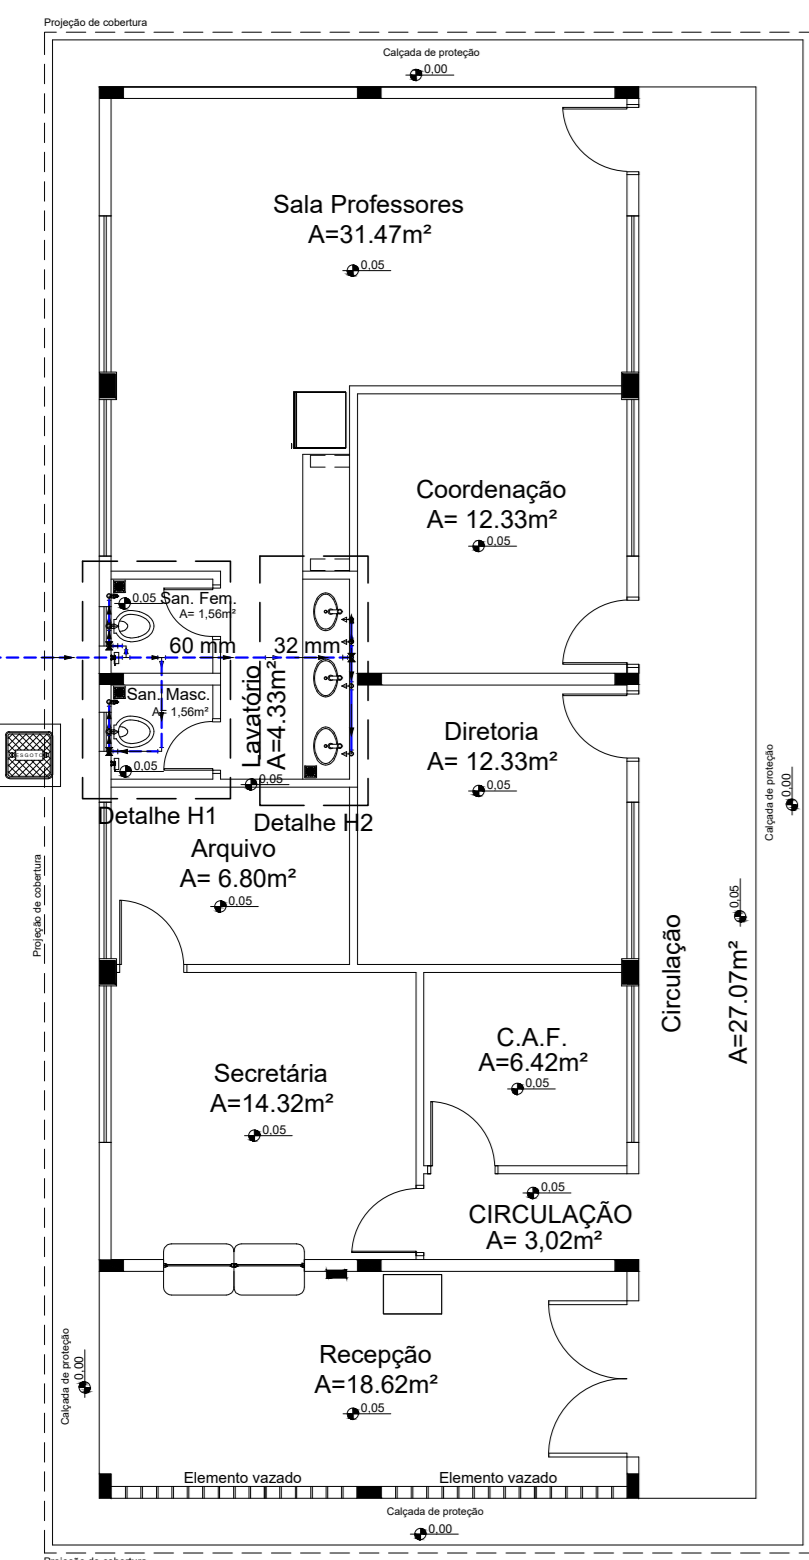 Projeção de cobertura
Calçada de proteção
0,00
Sala Professores
A=31.47m²
0,05
Coordenação
A= 12.33m²
0,05
0,05 San. Fem.
A= 1,56m²
60 mm
32 mm
San. Masc.
A= 1,56m²
0,05
Lavatório
A=4.33m²
0,05
Diretoria
A= 12.33m²
0,05
ESGOTO
Detalhe H1
Detalhe H2
Arquivo
A= 6.80m²
0,05
Calçada de proteção
0,00
Projeção de cobertura
Circulação
A=27.07m²
0,05
Secretária
A=14.32m²
0,05
C.A.F.
A=6.42m²
0,05
0,05
CIRCULAÇÃO
A= 3,02m²
Recepção
A=18.62m²
0,05
Calçada de proteção
0,00
Elemento vazado
Elemento vazado
Calçada de proteção
0,00
Projeção de cobertura